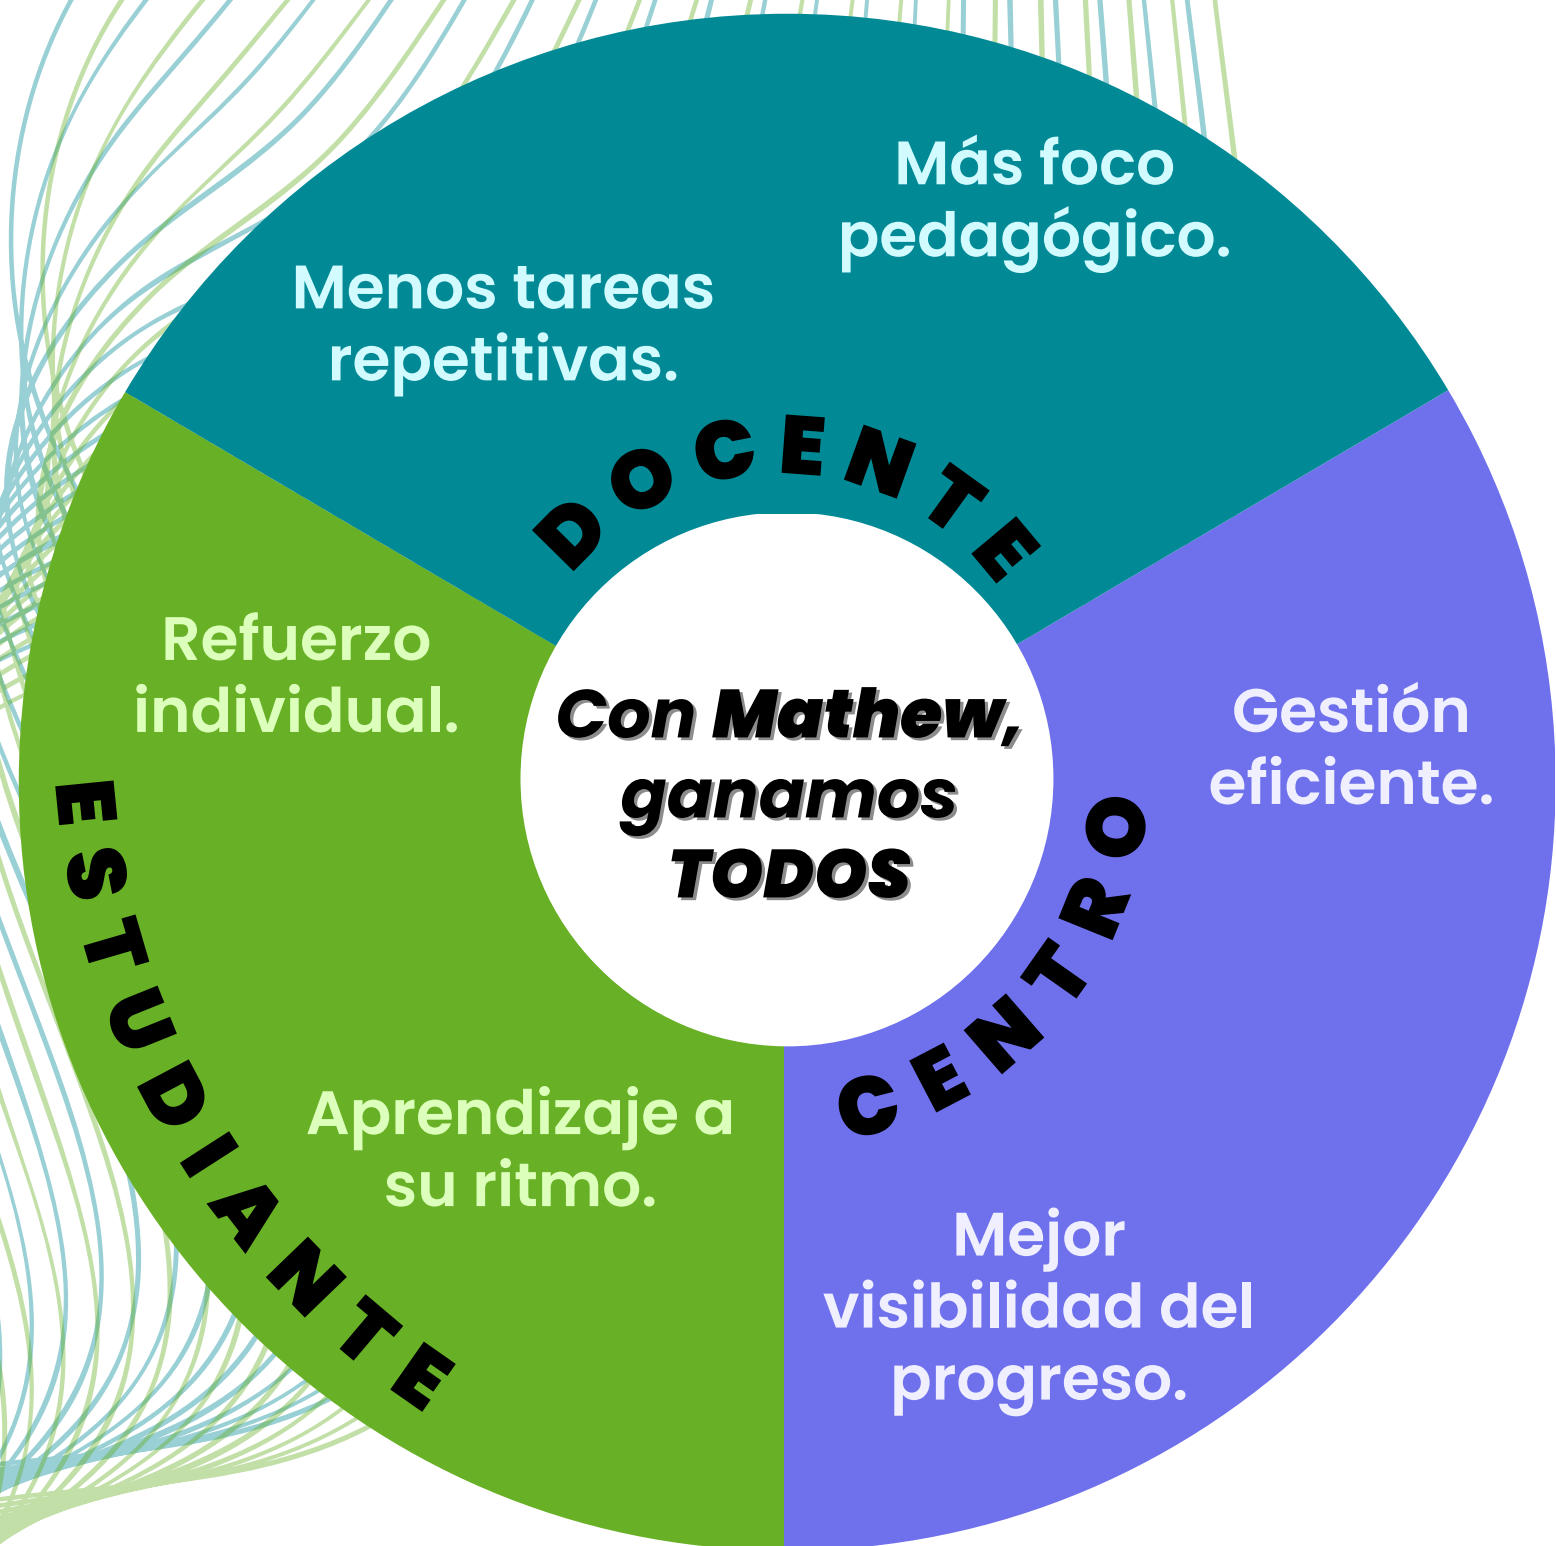 Más foco
pedagógico.
Menos tareas
repetitivas.
DOCENTE
Refuerzo
individual.
Aprendizaje a
su ritmo.
ESTUDIANTE
Con Mathew,
ganamos
TODOS
Gestión
eficiente.
CENTRO
Mejor
visibilidad del
progreso.